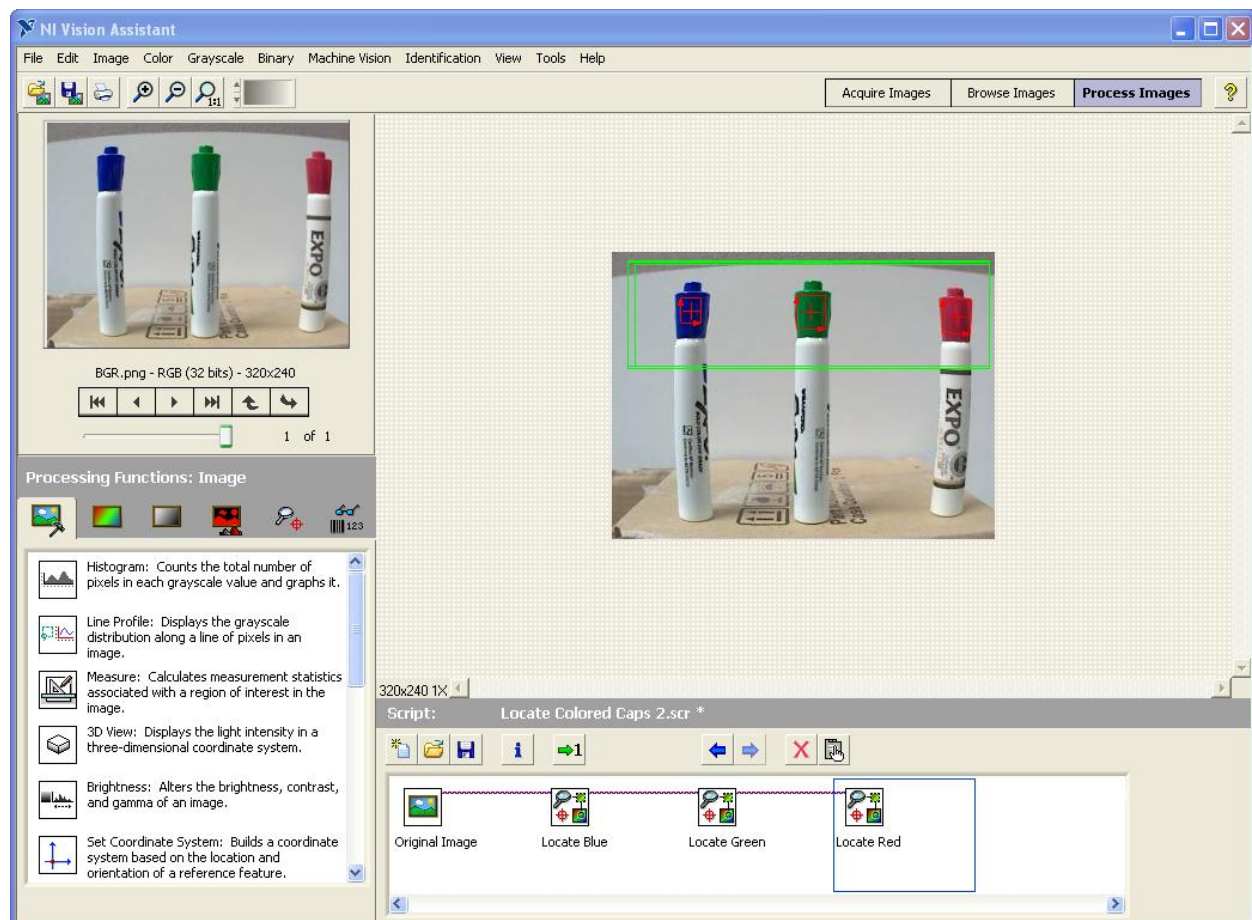 NI Vision Assistant
File Edit Image Color Grayscale Binary Machine Vision Identification View Tools Help
1:1
Acquire Images Browse Images Process Images
EXPO
BGR.png - RGB (32 bits) - 320x240
1 of 1
Processing Functions: Image
123
Histogram: Counts the total number of
pixels in each grayscale value and graphs it.
Line Profile: Displays the grayscale
distribution along a line of pixels in an
image.
Measure: Calculates measurement statistics
associated with a region of interest in the
image.
3D View: Displays the light intensity in a
three-dimensional coordinate system.
Brightness: Alters the brightness, contrast,
and gamma of an image.
Set Coordinate System: Builds a coordinate
system based on the location and
orientation of a reference feature.
EXPO
320x240 1X
Script: Locate Colored Caps 2.scr *
1
Original Image Locate Blue Locate Green Locate Red